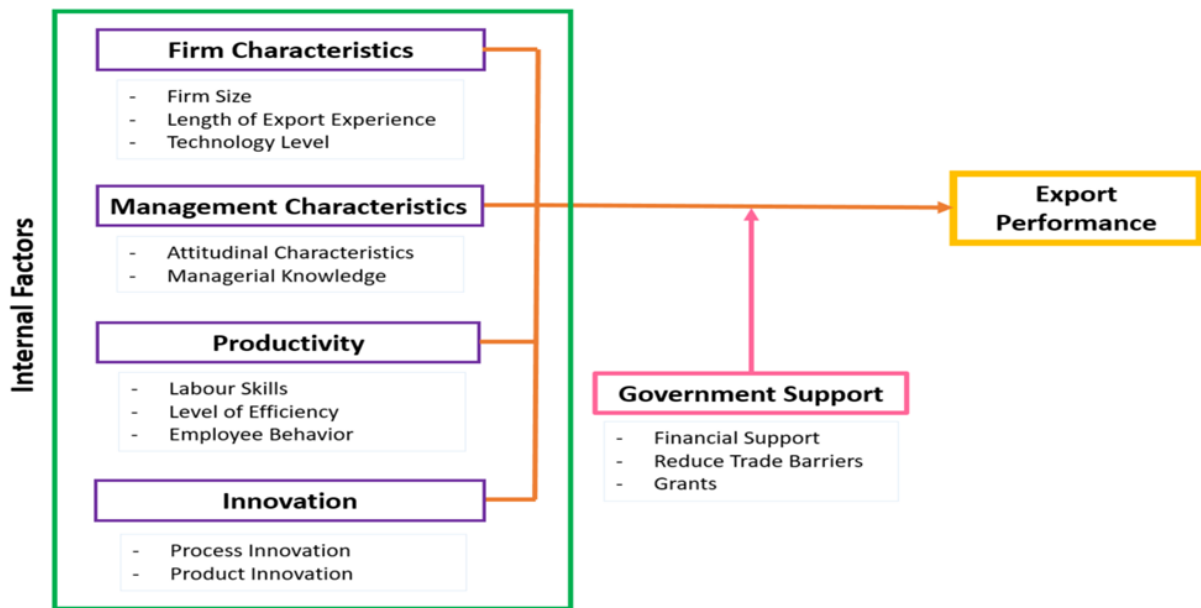 Internal Factors
Firm Characteristics
- Firm Size
- Length of Export Experience
- Technology Level
Management Characteristics
- Attitudinal Characteristics
- Managerial Knowledge
Productivity
- Labour Skills
- Level of Efficiency
- Employee Behavior
Innovation
- Process Innovation
- Product Innovation
Government Support
- Financial Support
- Reduce Trade Barriers
- Grants
Export
Performance